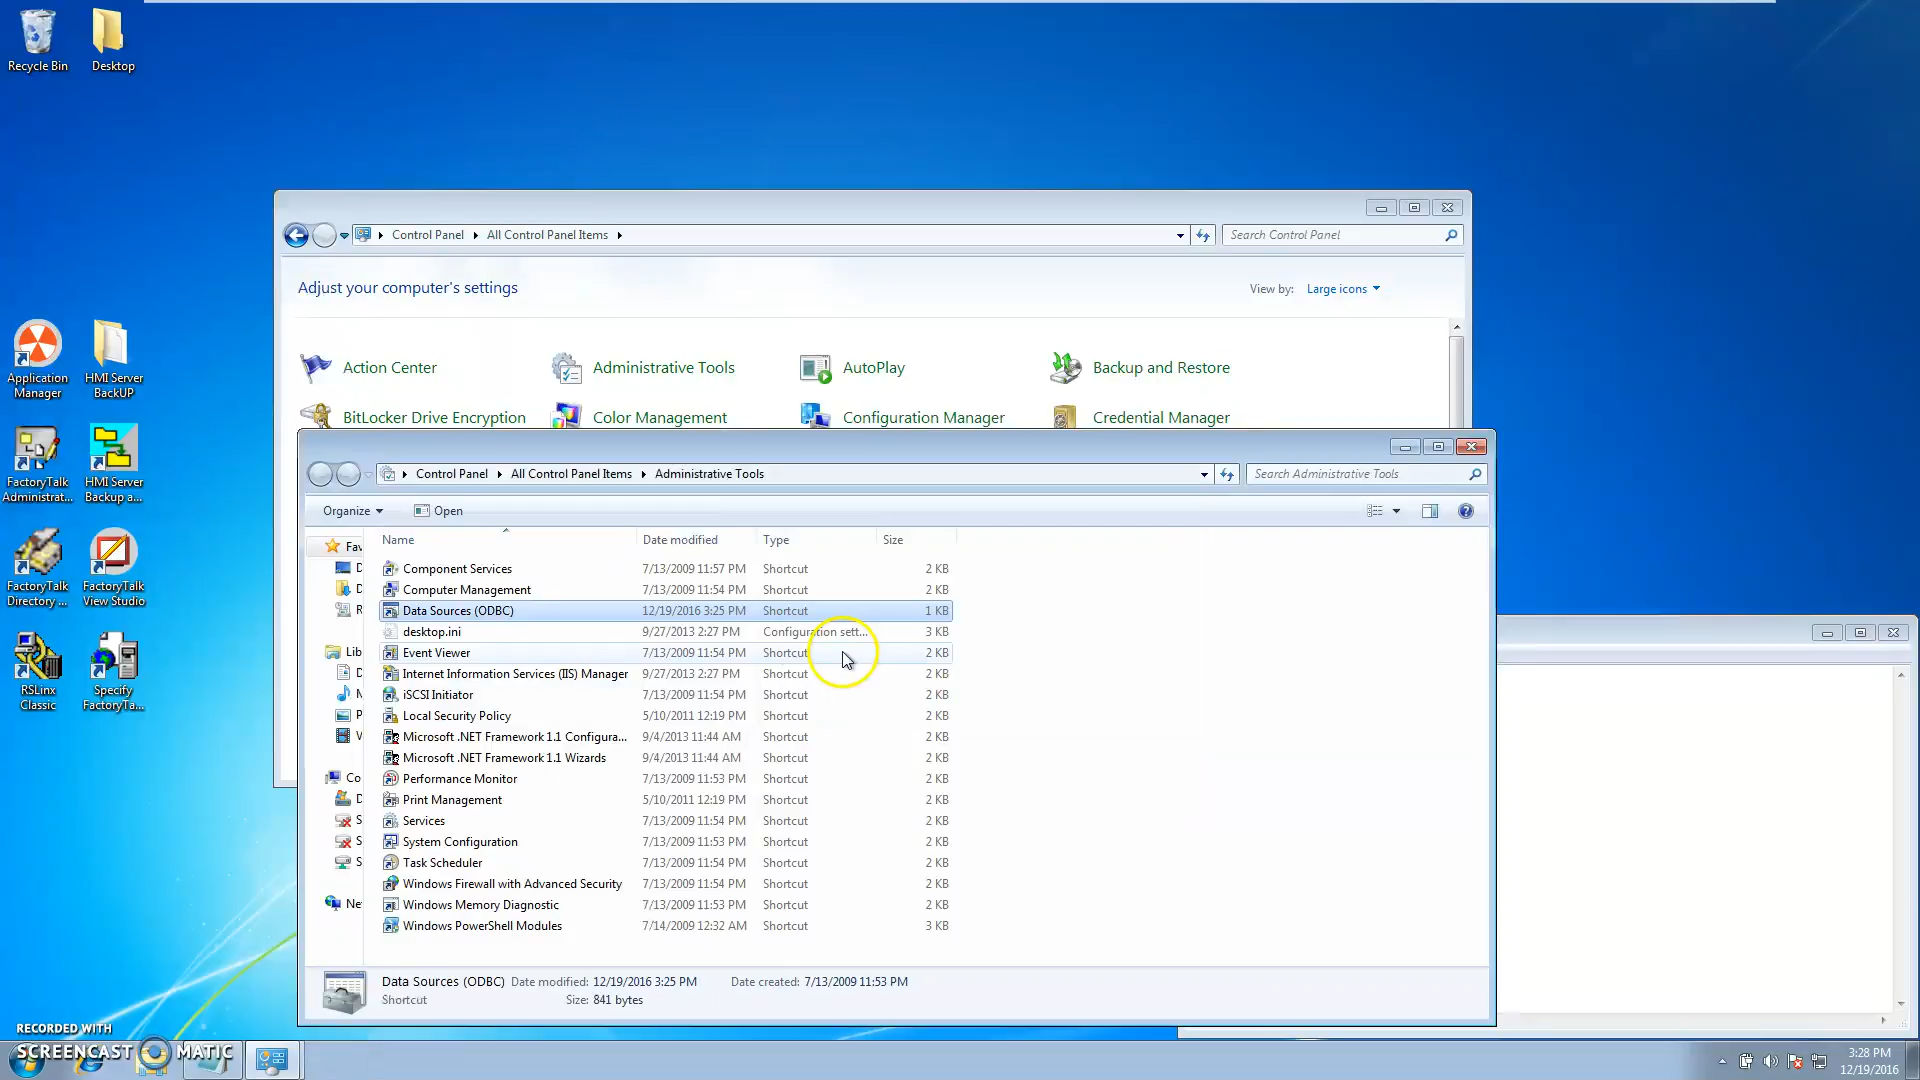 Recycle Bin
Desktop
Control Panel
All Control Panel Items
Search Control Panel
Adjust your computer's settings
View by: Large icons
Action Center
Administrative Tools
AutoPlay
Backup and Restore
BitLocker Drive Encryption
Color Management
Configuration Manager
Credential Manager
Application Manager
HMI Server BackUP
FactoryTalk Administrat...
HMI Server Backup a...
FactoryTalk Directory ...
FactoryTalk View Studio
RSLinx Classic
Specify FactoryTa...
Control Panel
All Control Panel Items
Administrative Tools
Search Administrative Tools
Organize
Open
Name Date modified Type Size
Fav
Lib
Co
Ne
Component Services 7/13/2009 11:57 PM Shortcut 2 KB
Computer Management 7/13/2009 11:54 PM Shortcut 2 KB
Data Sources (ODBC) 12/19/2016 3:25 PM Shortcut 1 KB
desktop.ini 9/27/2013 2:27 PM Configuration sett... 3 KB
Event Viewer 7/13/2009 11:54 PM Shortcut 2 KB
Internet Information Services (IIS) Manager 9/27/2013 2:27 PM Shortcut 2 KB
iSCSI Initiator 7/13/2009 11:54 PM Shortcut 2 KB
Local Security Policy 5/10/2011 12:19 PM Shortcut 2 KB
Microsoft .NET Framework 1.1 Configura... 9/4/2013 11:44 AM Shortcut 2 KB
Microsoft .NET Framework 1.1 Wizards 9/4/2013 11:44 AM Shortcut 2 KB
Performance Monitor 7/13/2009 11:53 PM Shortcut 2 KB
Print Management 5/10/2011 12:19 PM Shortcut 2 KB
Services 7/13/2009 11:54 PM Shortcut 2 KB
System Configuration 7/13/2009 11:53 PM Shortcut 2 KB
Task Scheduler 7/13/2009 11:54 PM Shortcut 2 KB
Windows Firewall with Advanced Security 7/13/2009 11:54 PM Shortcut 2 KB
Windows Memory Diagnostic 7/13/2009 11:53 PM Shortcut 2 KB
Windows PowerShell Modules 7/14/2009 12:32 AM Shortcut 3 KB
Data Sources (ODBC) Date modified: 12/19/2016 3:25 PM Date created: 7/13/2009 11:53 PM
Shortcut Size: 841 bytes
RECORDED WITH
SCREENCAST MATIC
3:28 PM
12/19/2016